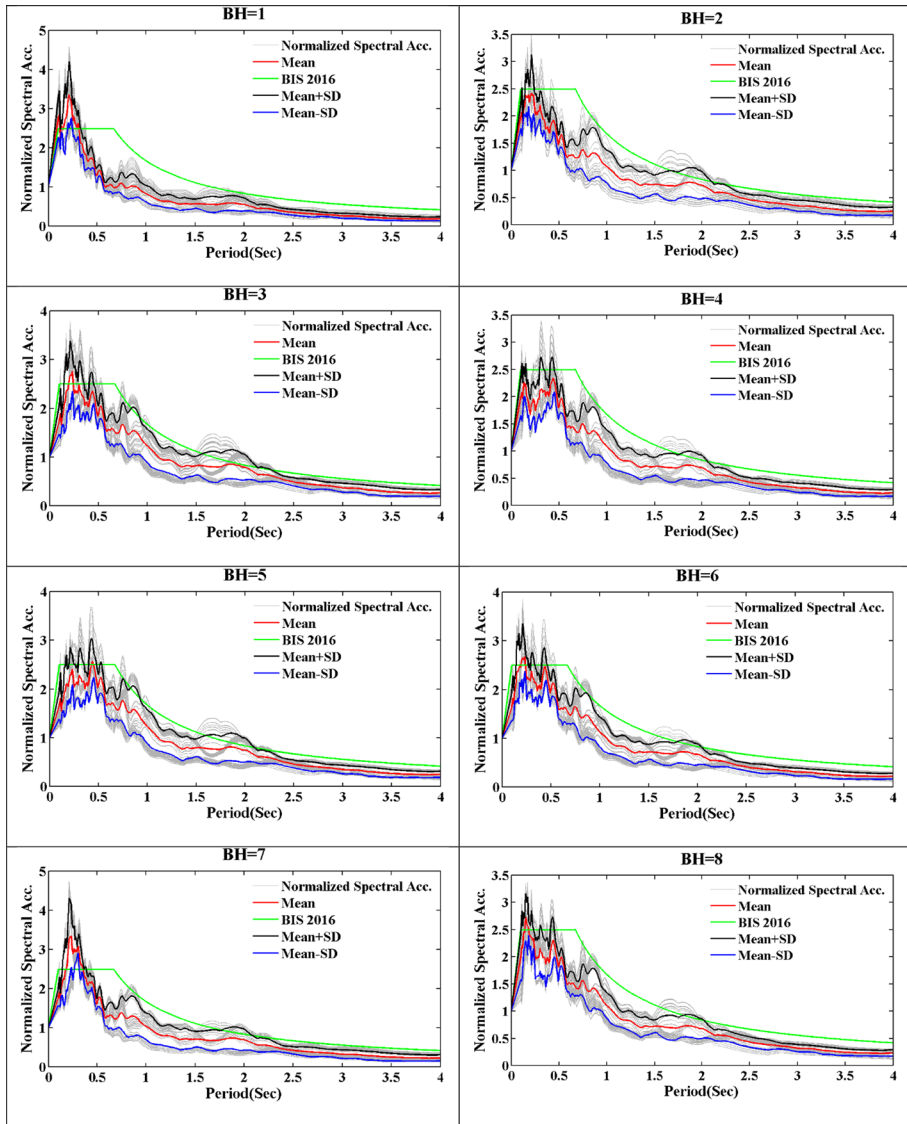 BH=1
Normalized Spectral Acc.
Mean
BIS 2016
Mean+SD
Mean-SD
Normalized Spectral Acc.
5
4
3
2
1
0
0 0.5 1 1.5 2 2.5 3 3.5 4
Period(Sec)
BH=2
Normalized Spectral Acc.
Mean
BIS 2016
Mean+SD
Mean-SD
Normalized Spectral Acc.
3.5
3
2.5
2
1.5
1
0.5
0
0 0.5 1 1.5 2 2.5 3 3.5 4
Period(Sec)
BH=3
Normalized Spectral Acc.
Mean
BIS 2016
Mean+SD
Mean-SD
Normalized Spectral Acc.
4
3
2
1
0
0 0.5 1 1.5 2 2.5 3 3.5 4
Period(Sec)
BH=4
Normalized Spectral Acc.
Mean
BIS 2016
Mean+SD
Mean-SD
Normalized Spectral Acc.
3.5
3
2.5
2
1.5
1
0.5
0
0 0.5 1 1.5 2 2.5 3 3.5 4
Period(Sec)
BH=5
Normalized Spectral Acc.
Mean
BIS 2016
Mean+SD
Mean-SD
Normalized Spectral Acc.
4
3
2
1
0
0 0.5 1 1.5 2 2.5 3 3.5 4
Period(Sec)
BH=6
Normalized Spectral Acc.
Mean
BIS 2016
Mean+SD
Mean-SD
Normalized Spectral Acc.
4
3
2
1
0
0 0.5 1 1.5 2 2.5 3 3.5 4
Period(Sec)
BH=7
Normalized Spectral Acc.
Mean
BIS 2016
Mean+SD
Mean-SD
Normalized Spectral Acc.
5
4
3
2
1
0
0 0.5 1 1.5 2 2.5 3 3.5 4
Period(Sec)
BH=8
Normalized Spectral Acc.
Mean
BIS 2016
Mean+SD
Mean-SD
Normalized Spectral Acc.
3.5
3
2.5
2
1.5
1
0.5
0
0 0.5 1 1.5 2 2.5 3 3.5 4
Period(Sec)